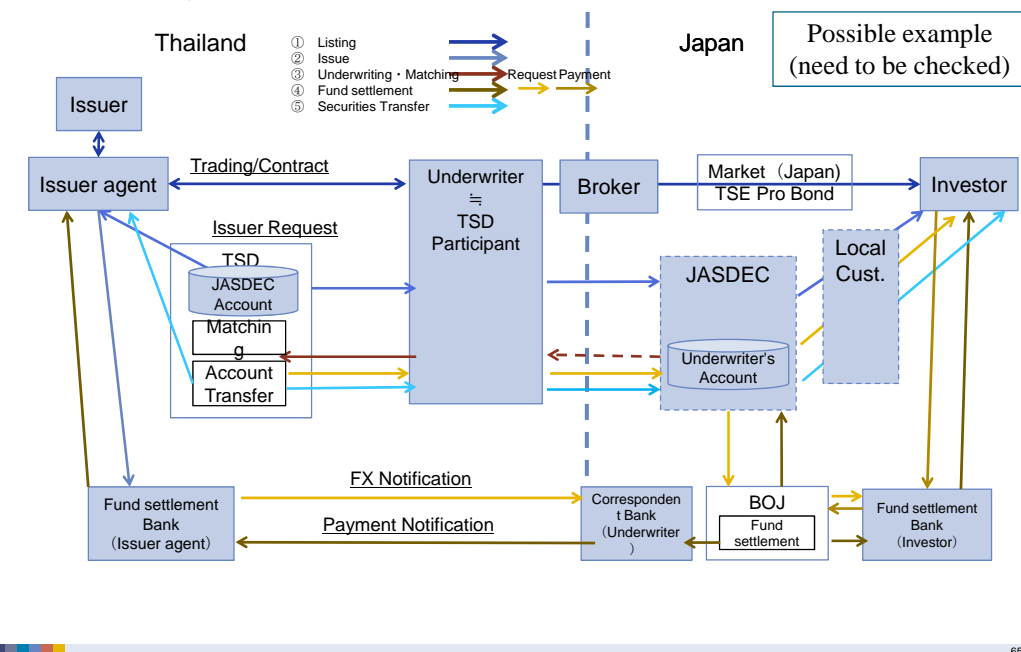 Thailand
① Listing
② Issue
③ Underwriting・Matching
④ Fund settlement
⑤ Securities Transfer
Request Payment
Japan
Possible example
(need to be checked)
Issuer
Issuer agent
Trading/Contract
Underwriter
≒
TSD
Participant
Broker
Market（Japan)
TSE Pro Bond
Investor
Issuer Request
TSD
JASDEC
Account
Matchin
g
Account
Transfer
JASDEC
Underwriter's
Account
Local
Cust.
FX Notification
Payment Notification
Fund settlement
Bank
（Issuer agent）
Corresponden
t Bank
（Underwriter
）
BOJ
Fund
settlement
Fund settlement
Bank
（Investor）
65